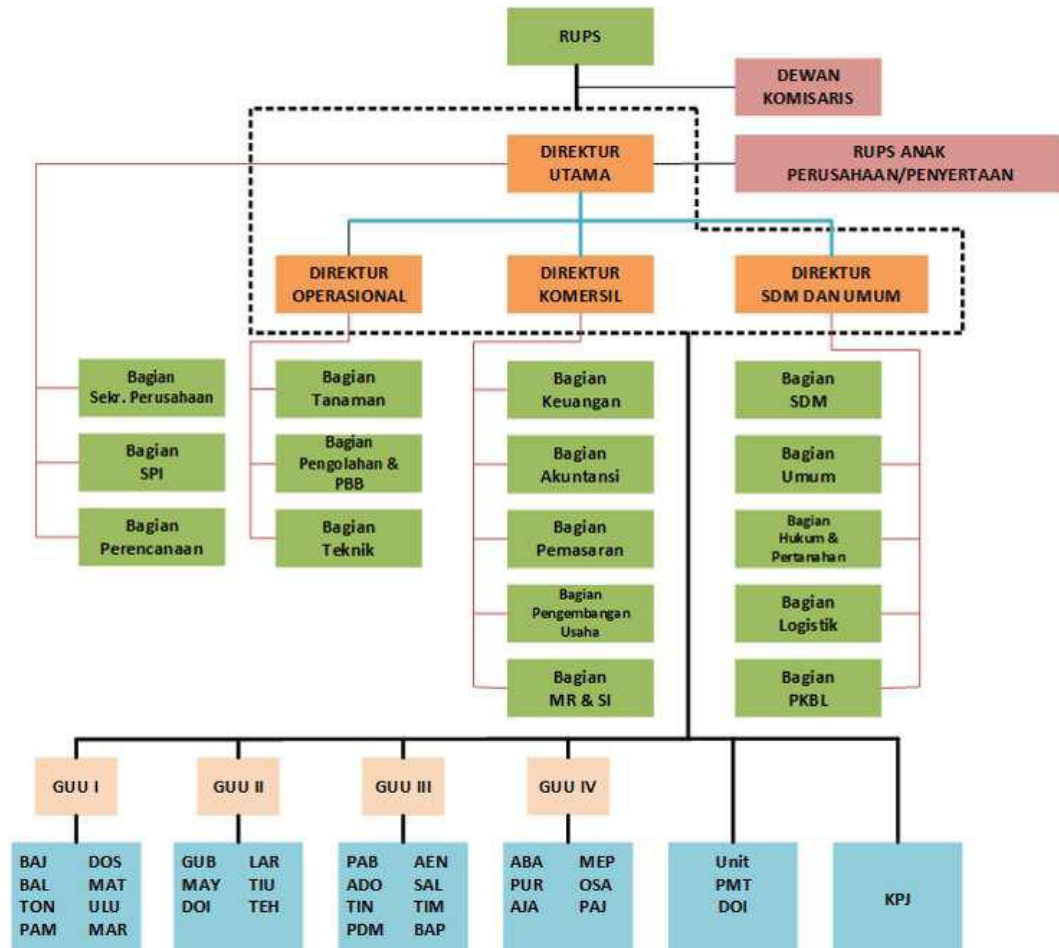 RUPS
DEWAN
KOMISARIS
DIREKTUR
UTAMA
RUPS ANAK
PERUSAHAAN/PENYERTAAN
DIREKTUR
OPERASIONAL
DIREKTUR
KOMERSIL
DIREKTUR
SDM DAN UMUM
Bagian
Sekr. Perusahaan
Bagian
Tanaman
Bagian
Keuangan
Bagian
SDM
Bagian
SPI
Bagian
Pengolahan &
PBB
Bagian
Akuntansi
Bagian
Umum
Bagian
Perencanaan
Bagian
Teknik
Bagian
Pemasaran
Bagian
Hukum &
Pertanahan
Bagian
Pengembangan
Usaha
Bagian
Logistik
Bagian
MR & SI
Bagian
PKBL
GUU I
GUU II
GUU III
GUU IV
BAJ DOS
BAL MAT
TON ULU
PAM MAR
GUB LAR
MAY TIU
DOI TEH
PAB AEN
ADO SAL
TIN TIM
PDM BAP
ABA MEP
PUR OSA
AJA PAJ
Unit
PMT
DOI
KPJ